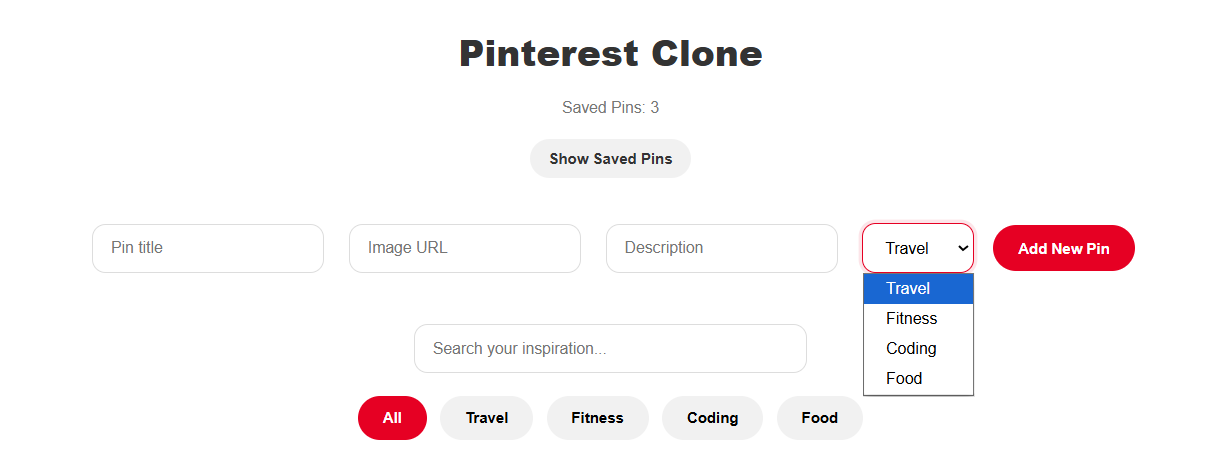 Pinterest Clone
Saved Pins: 3
Show Saved Pins
Pin title Image URL Description Travel Add New Pin
Travel
Fitness
Coding
Food
Search your inspiration...
All Travel Fitness Coding Food